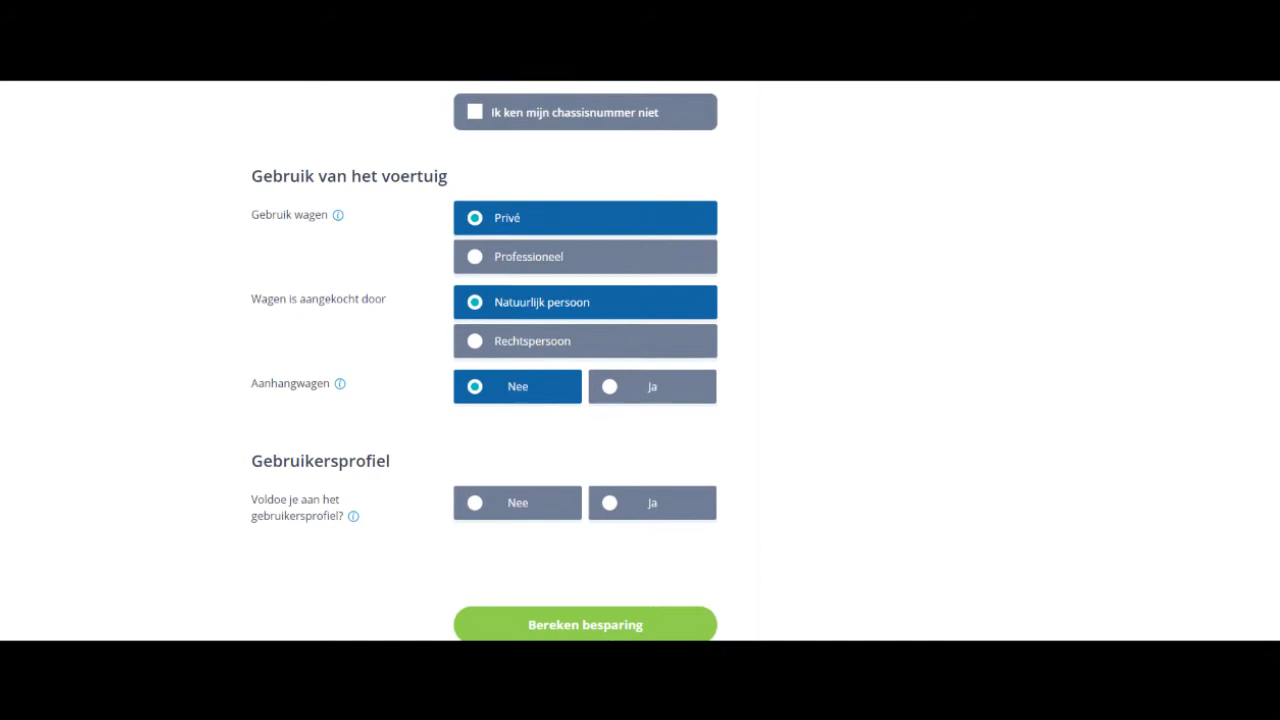 Ik ken mijn chassisnummer niet
Gebruik van het voertuig
Gebruik wagen
Privé
Professioneel
Wagen is aangekocht door
Natuurlijk persoon
Rechtspersoon
Aanhangwagen
Nee
Ja
Gebruikersprofiel
Voldoe je aan het
gebruikersprofiel?
Nee
Ja
Bereken besparing